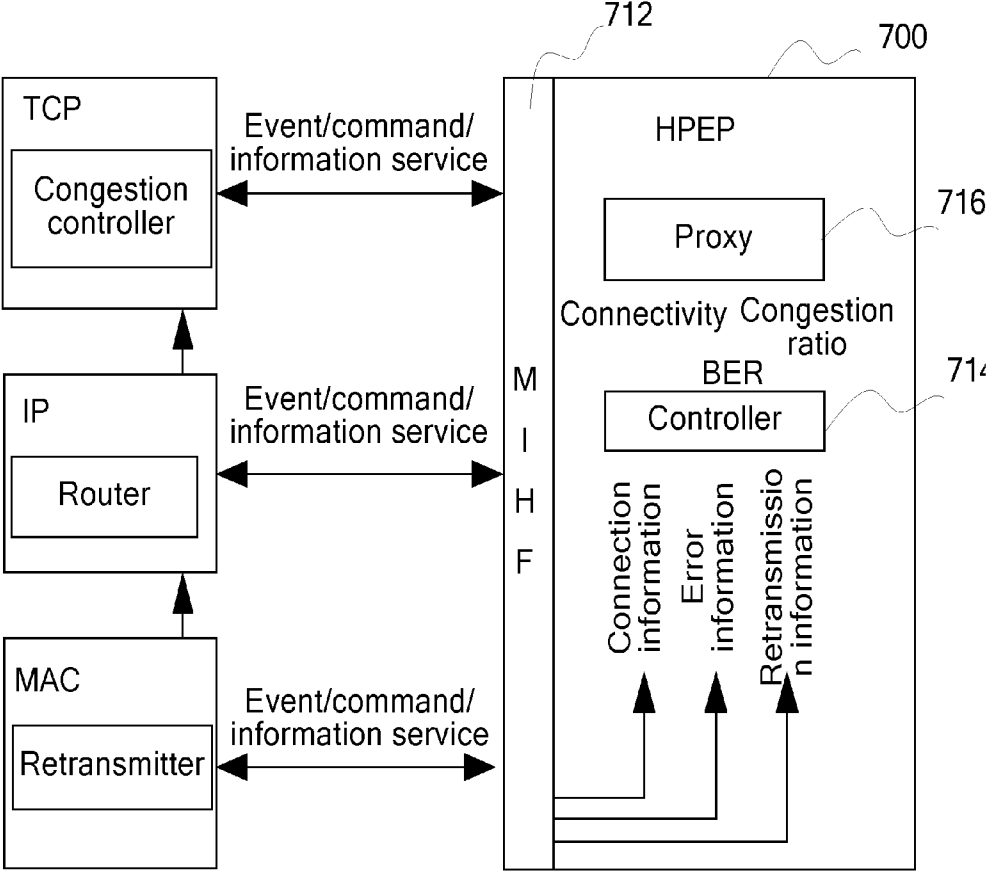 712
700
TCP
Congestion
controller
Event/command/
information service
HPEP
Proxy
716
Connectivity
Congestion
ratio
BER
Controller
714
M
I
H
F
IP
Router
Event/command/
information service
Connection
information
Error
information
Retransmissio
n information
MAC
Retransmitter
Event/command/
information service